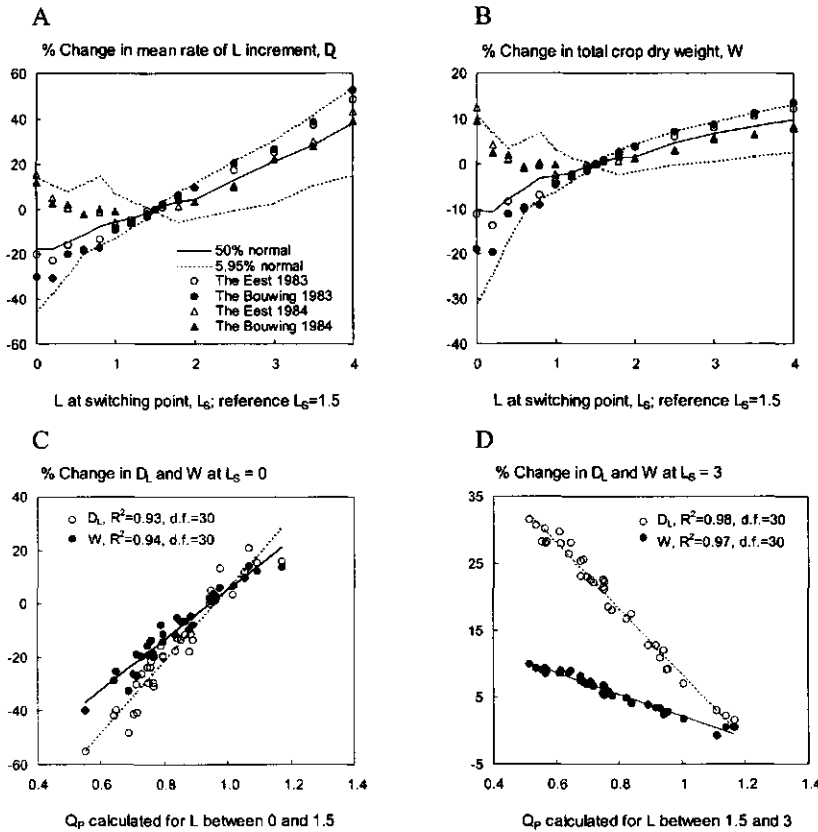 A
% Change in mean rate of L increment, D
60
40
20
0
-20
-40
-60
50% normal
5,95% normal
The Eest 1983
The Bouwing 1983
The Eest 1984
The Bouwing 1984
0 1 2 3 4
L at switching point, LS; reference LS=1.5
B
% Change in total crop dry weight, W
20
10
0
-10
-20
-30
-40
0 1 2 3 4
L at switching point, LS; reference LS=1.5
C
% Change in DL and W at LS = 0
40
20
0
-20
-40
-60
DL, R²=0.93, d.f.=30
W, R²=0.94, d.f.=30
0.4 0.6 0.8 1.0 1.2
QP calculated for L between 0 and 1.5
D
% Change in DL and W at LS = 3
35
25
15
5
-5
DL, R²=0.98, d.f.=30
W, R²=0.97, d.f.=30
0.4 0.6 0.8 1.0 1.2
QP calculated for L between 1.5 and 3